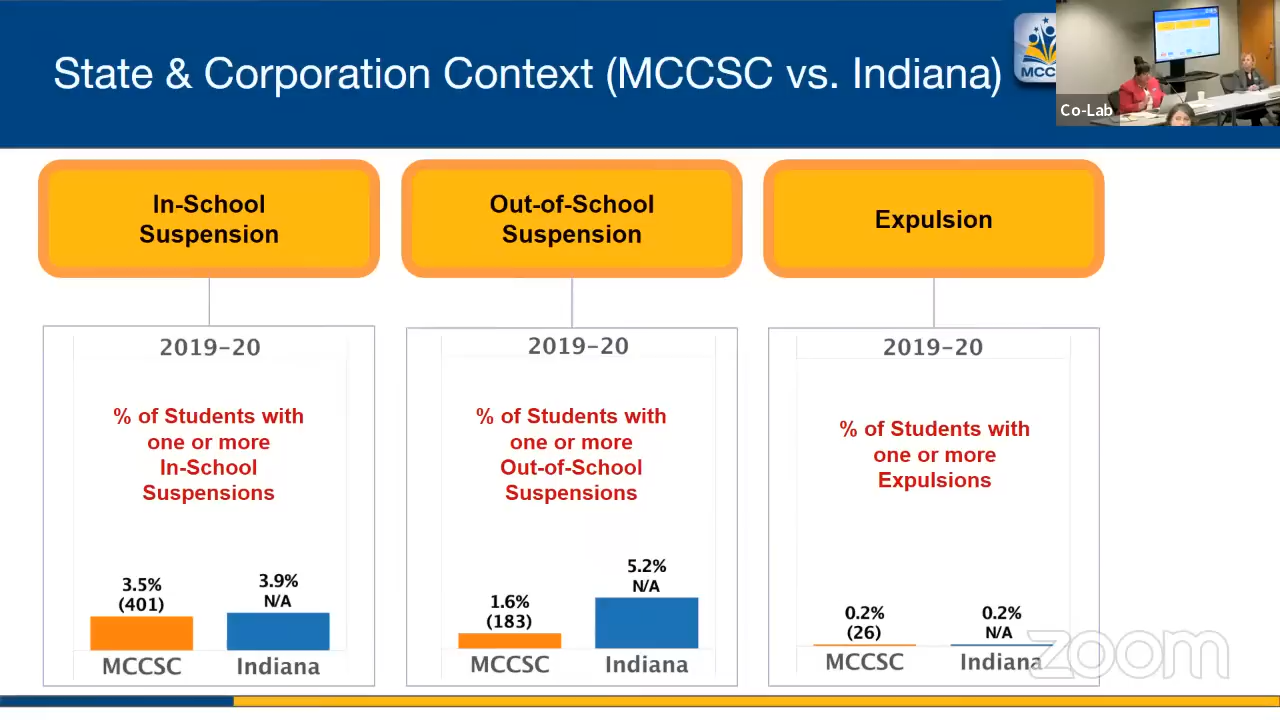 State & Corporation Context (MCCSC vs. Indiana)
MCC
Co-Lab
In-School
Suspension
Out-of-School
Suspension
Expulsion
2019-20
% of Students with
one or more
In-School
Suspensions
3.5%
(401)
3.9%
N/A
MCCSC
Indiana
2019-20
% of Students with
one or more
Out-of-School
Suspensions
1.6%
(183)
5.2%
N/A
MCCSC
Indiana
2019-20
% of Students with
one or more
Expulsions
0.2%
(26)
0.2%
N/A
MCCSC
Indiana
zoom